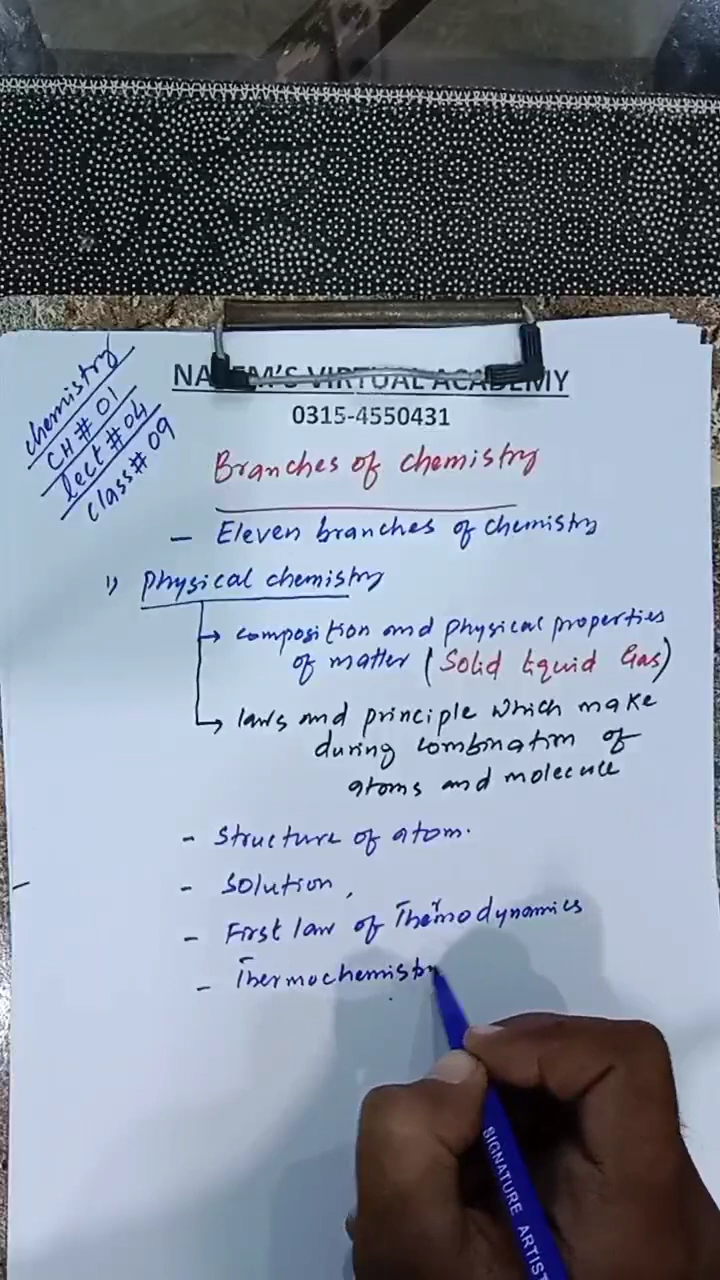 NAEEM'S VIRTUAL ACADEMY
0315-4550431
chemistry
CH # 01
lect # 04
class # 09
Branches of chemistry
- Eleven branches of chemistry
1) Physical chemistry
→ composition and physical properties
of matter (Solid Liquid Gas)
→ laws and principle which make
during combination of
atoms and molecule
- Structure of atom.
- Solution,
- First law of Thermodynamics
- Thermochemistry
SIGNATURE ARTIST